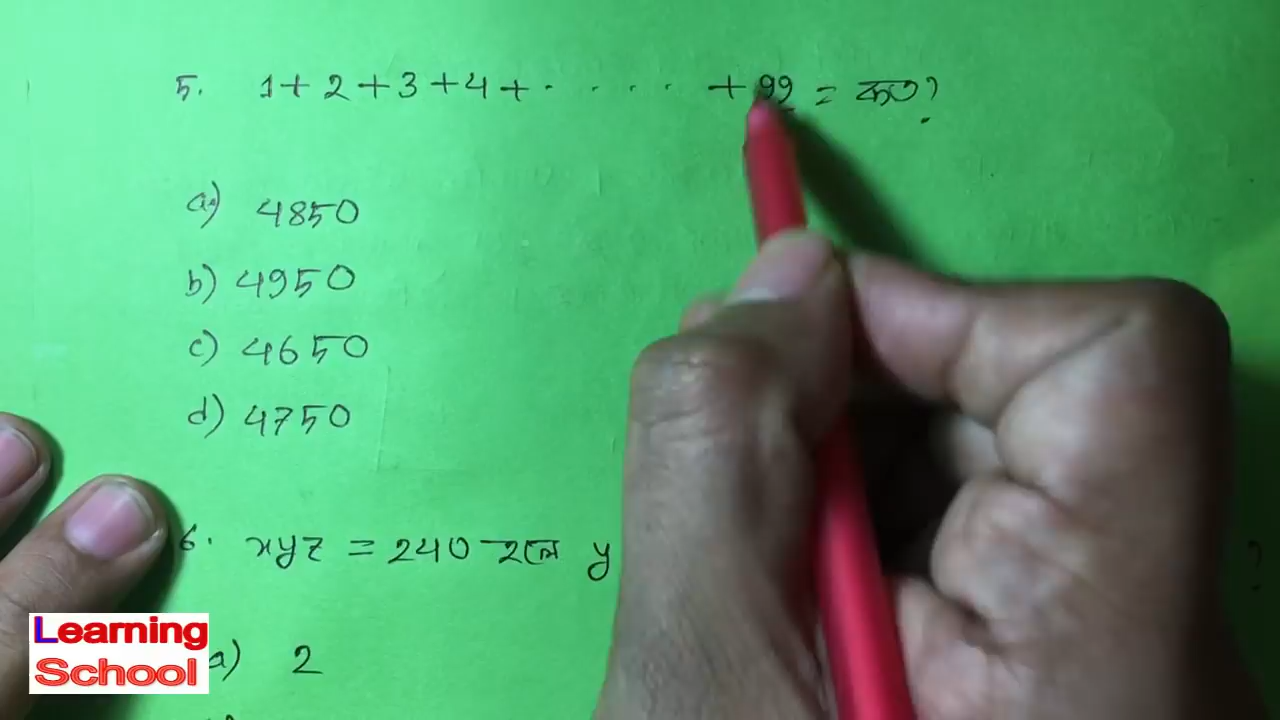 5. 1+2+3+4+· · · · · +99 = কত?
a) 4850
b) 4950
c) 4650
d) 4750
6. xyz = 240 হলে y ?
a) 2
Learning
School